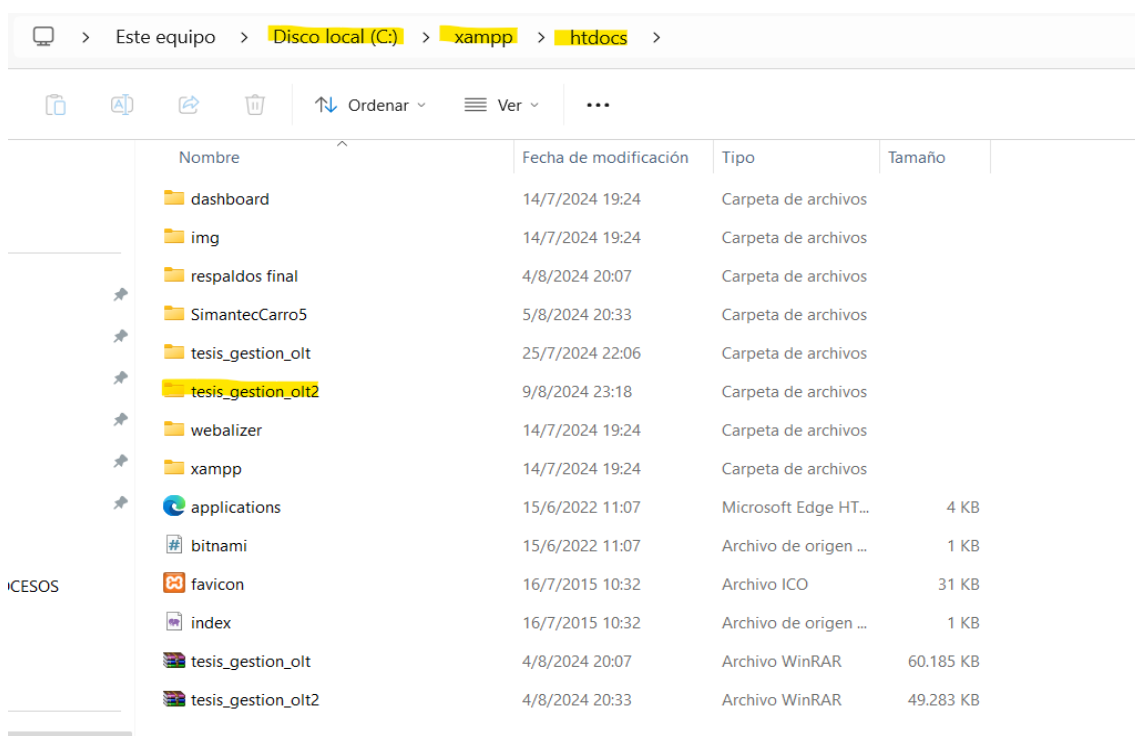 Este equipo > Disco local (C:) > xampp > htdocs >
Ordenar Ver ...
Nombre Fecha de modificación Tipo Tamaño
dashboard 14/7/2024 19:24 Carpeta de archivos
img 14/7/2024 19:24 Carpeta de archivos
respaldos final 4/8/2024 20:07 Carpeta de archivos
SimantecCarro5 5/8/2024 20:33 Carpeta de archivos
tesis_gestion_olt 25/7/2024 22:06 Carpeta de archivos
tesis_gestion_olt2 9/8/2024 23:18 Carpeta de archivos
webalizer 14/7/2024 19:24 Carpeta de archivos
xampp 14/7/2024 19:24 Carpeta de archivos
applications 15/6/2022 11:07 Microsoft Edge HT... 4 KB
bitnami 15/6/2022 11:07 Archivo de origen ... 1 KB
OCESOS favicon 16/7/2015 10:32 Archivo ICO 31 KB
index 16/7/2015 10:32 Archivo de origen ... 1 KB
tesis_gestion_olt 4/8/2024 20:07 Archivo WinRAR 60.185 KB
tesis_gestion_olt2 4/8/2024 20:33 Archivo WinRAR 49.283 KB